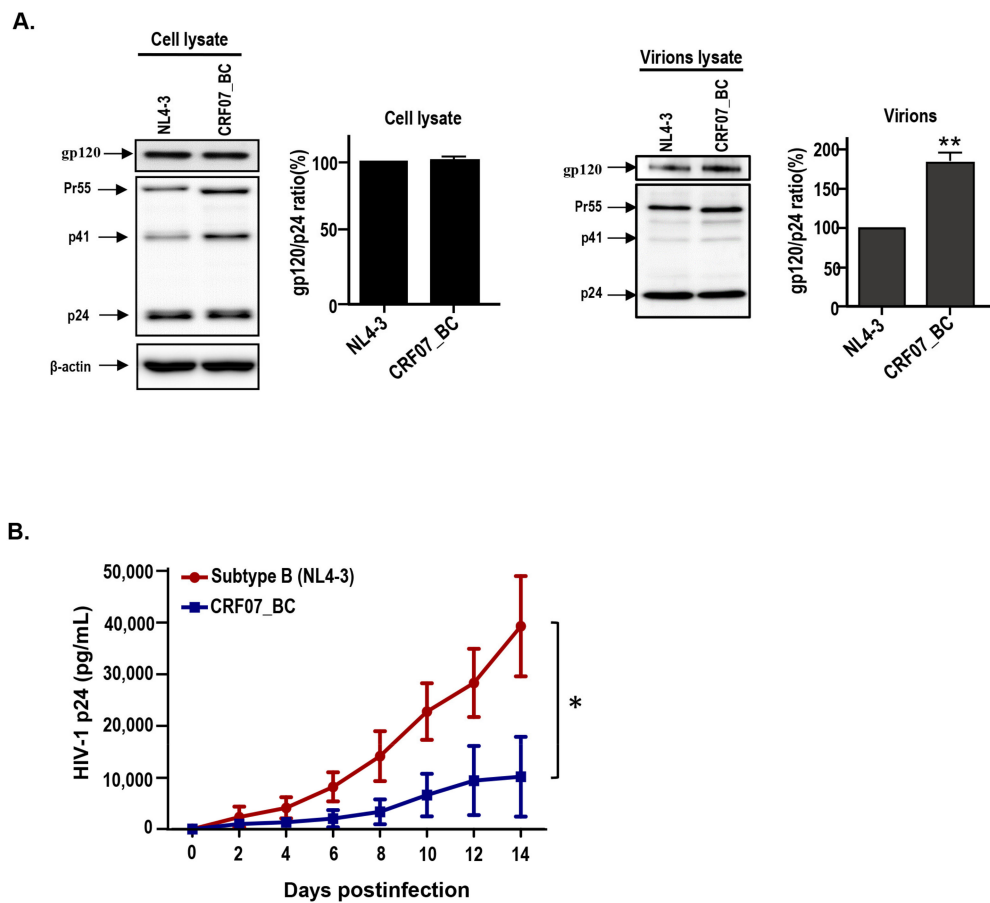 A.
Cell lysate
NL4-3
CRF07_BC
gp120
Pr55
p41
p24
β-actin
Cell lysate
gp120/p24 ratio(%)
100
50
0
NL4-3
CRF07_BC
Virions lysate
NL4-3
CRF07_BC
gp120
Pr55
p41
p24
Virions
**
gp120/p24 ratio(%)
200
150
100
50
0
NL4-3
CRF07_BC
B.
Subtype B (NL4-3)
CRF07_BC
HIV-1 p24 (pg/mL)
50,000
40,000
30,000
20,000
10,000
0
*
0 2 4 6 8 10 12 14
Days postinfection